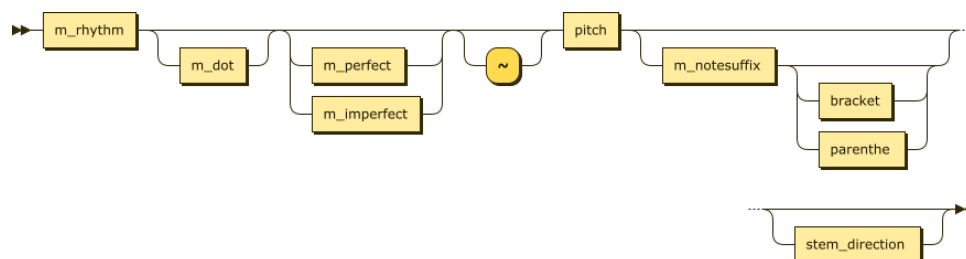 m_rhythm
m_dot
m_perfect
m_imperfect
~
pitch
m_notesuffix
bracket
parenthe
stem_direction